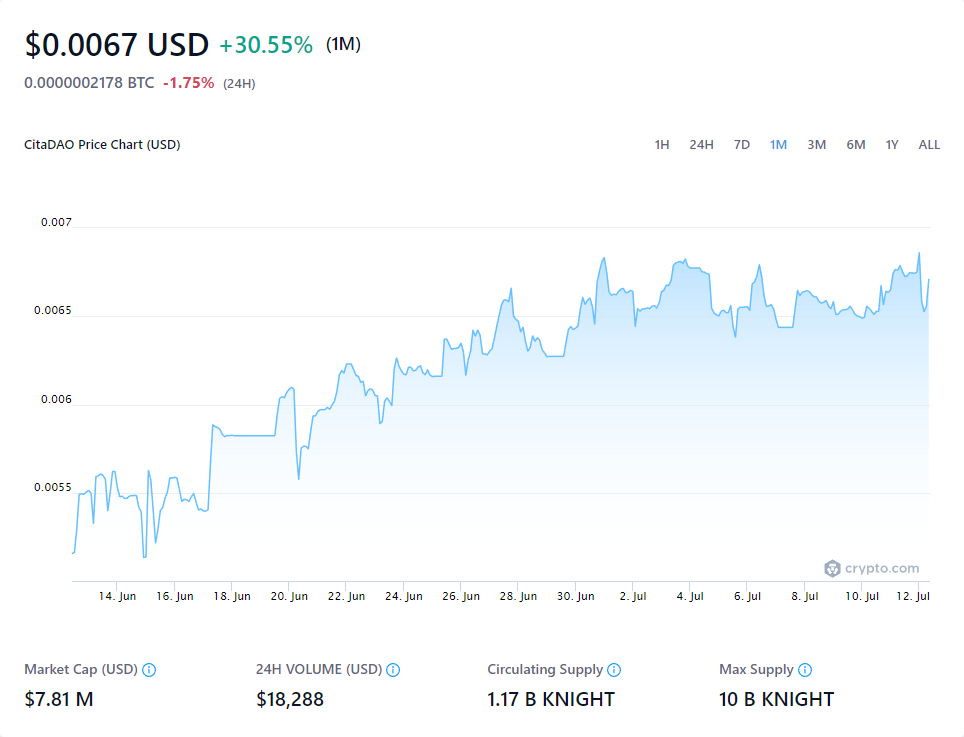 $0.0067 USD +30.55% (1M)
0.0000002178 BTC -1.75% (24H)
CitaDAO Price Chart (USD) 1H 24H 7D 1M 3M 6M 1Y ALL
0.007
0.0065
0.006
0.0055
crypto.com
14. Jun 16. Jun 18. Jun 20. Jun 22. Jun 24. Jun 26. Jun 28. Jun 30. Jun 2. Jul 4. Jul 6. Jul 8. Jul 10. Jul 12. Jul
Market Cap (USD) 24H VOLUME (USD) Circulating Supply Max Supply
$7.81 M $18,288 1.17 B KNIGHT 10 B KNIGHT